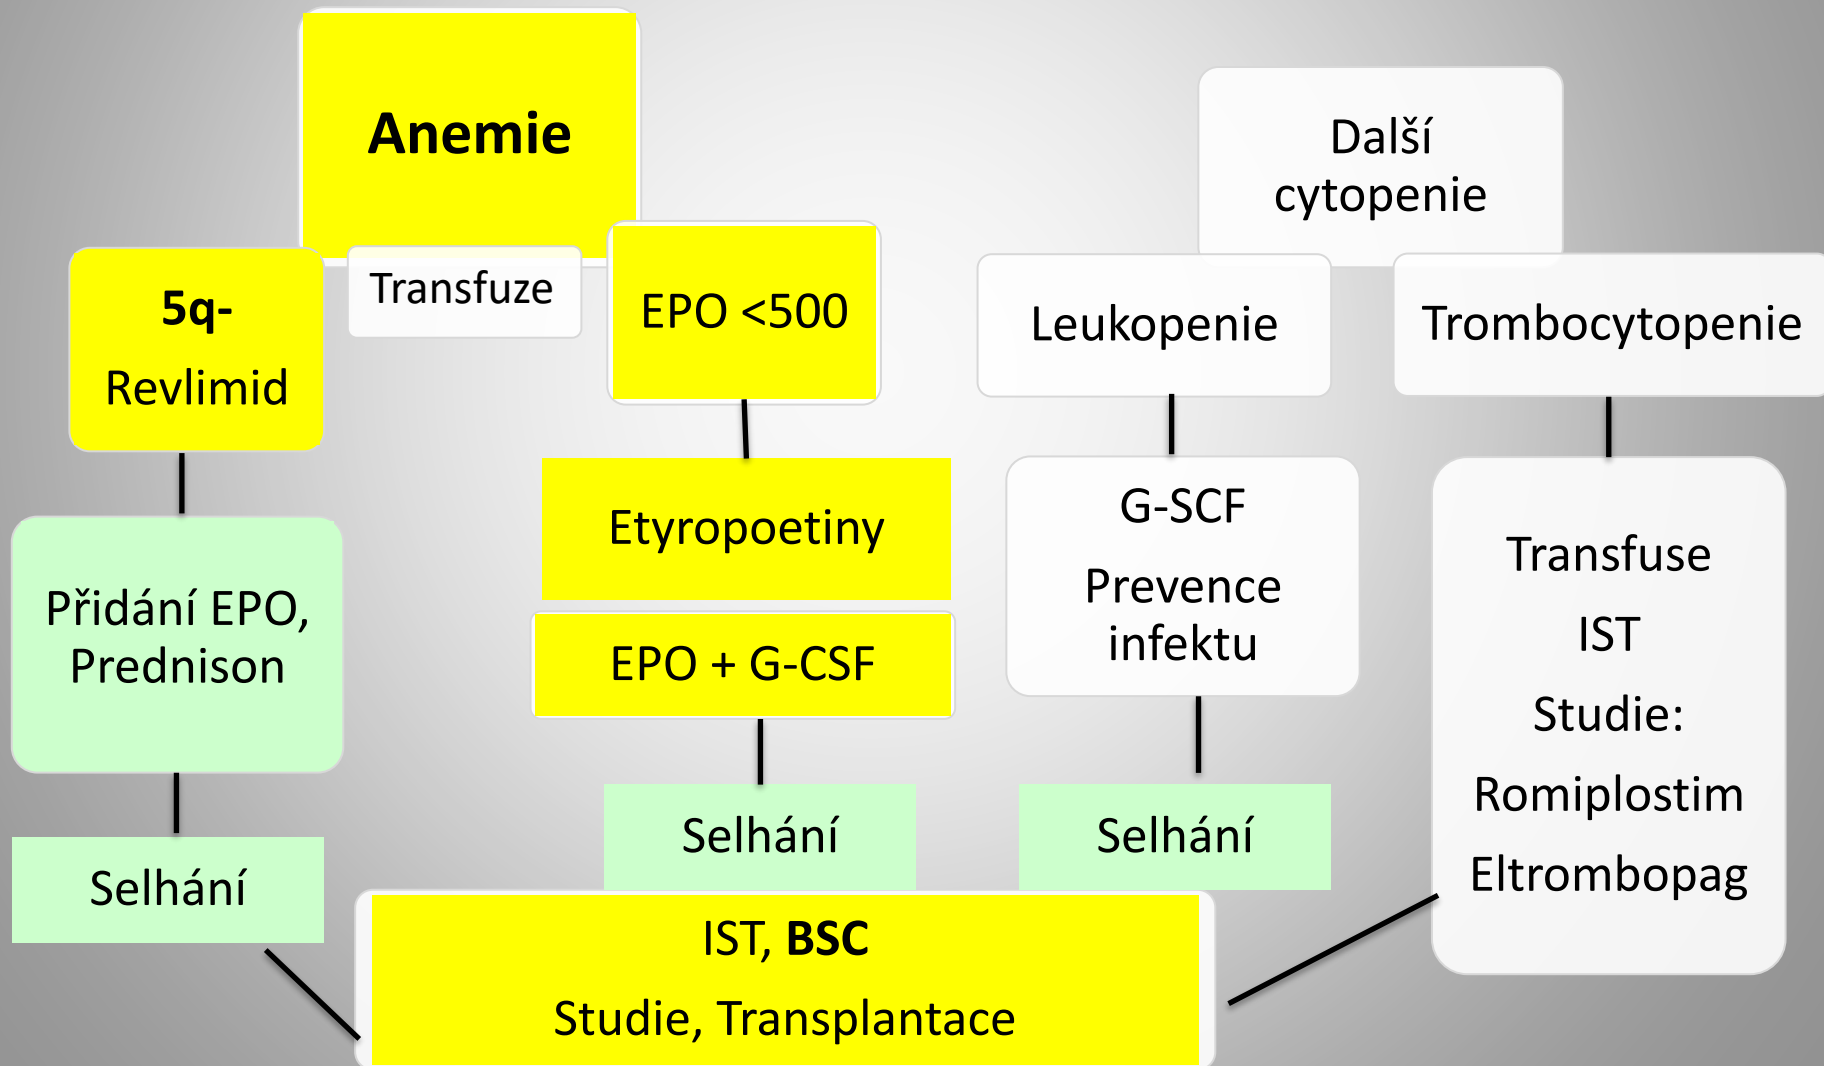 Anemie
5q-
Revlimid
Transfuze
EPO <500
Přidání EPO,
Prednison
Selhání
Etyropoetiny
EPO + G-CSF
Selhání
Další
cytopenie
Leukopenie
G-SCF
Prevence
infektu
Selhání
Trombocytopenie
Transfuse
IST
Studie:
Romiplostim
Eltrombopag
IST, BSC
Studie, Transplantace